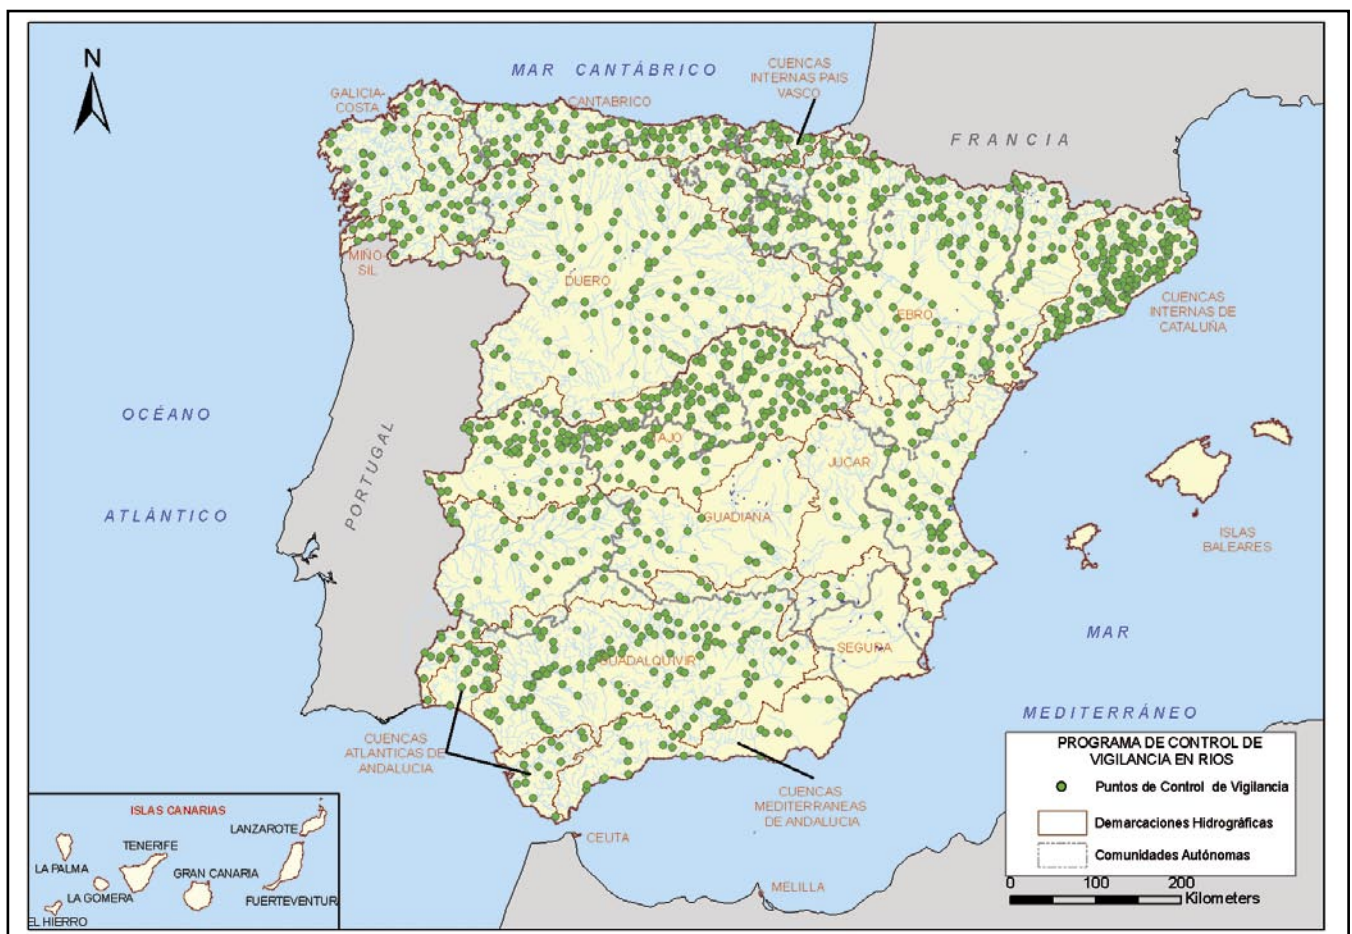 N
MAR CANTÁBRICO
CUENCAS
INTERNAS PAIS
VASCO
GALICIA-
COSTA
CANTABRICO
FRANCIA
MIÑO-
SIL
DUERO
EBRO
CUENCAS
INTERNAS DE
CATALUÑA
OCÉANO
ATLÁNTICO
PORTUGAL
TAJO
JUCAR
GUADIANA
ISLAS
BALEARES
MAR
MEDITERRÁNEO
SEGURA
GUADALQUIVIR
CUENCAS
ATLANTICAS DE
ANDALUCIA
CUENCAS
MEDITERRANEAS
DE ANDALUCIA
CEUTA
MELILLA
ISLAS CANARIAS
LANZAROTE
LA PALMA
TENERIFE
GRAN CANARIA
LA GOMERA
FUERTEVENTUR
EL HIERRO
PROGRAMA DE CONTROL DE
VIGILANCIA EN RIOS
Puntos de Control de Vigilancia
Demarcaciones Hidrográficas
Comunidades Autónomas
0 100 200
Kilometers